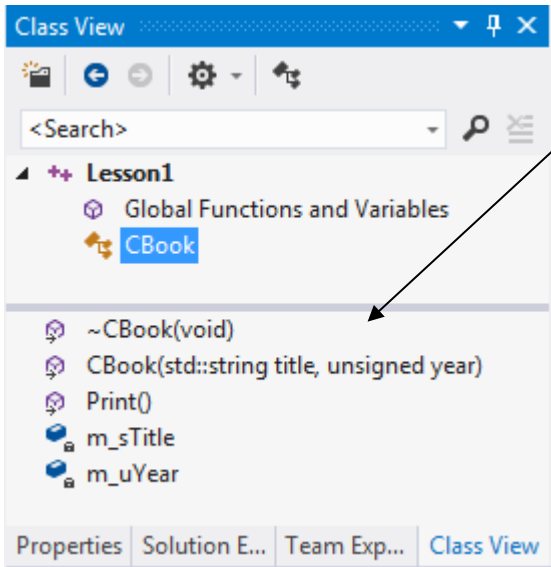 Class View
<Search>
Lesson1
Global Functions and Variables
CBook
~CBook(void)
CBook(std::string title, unsigned year)
Print()
m_sTitle
m_uYear
Properties Solution E... Team Exp... Class View